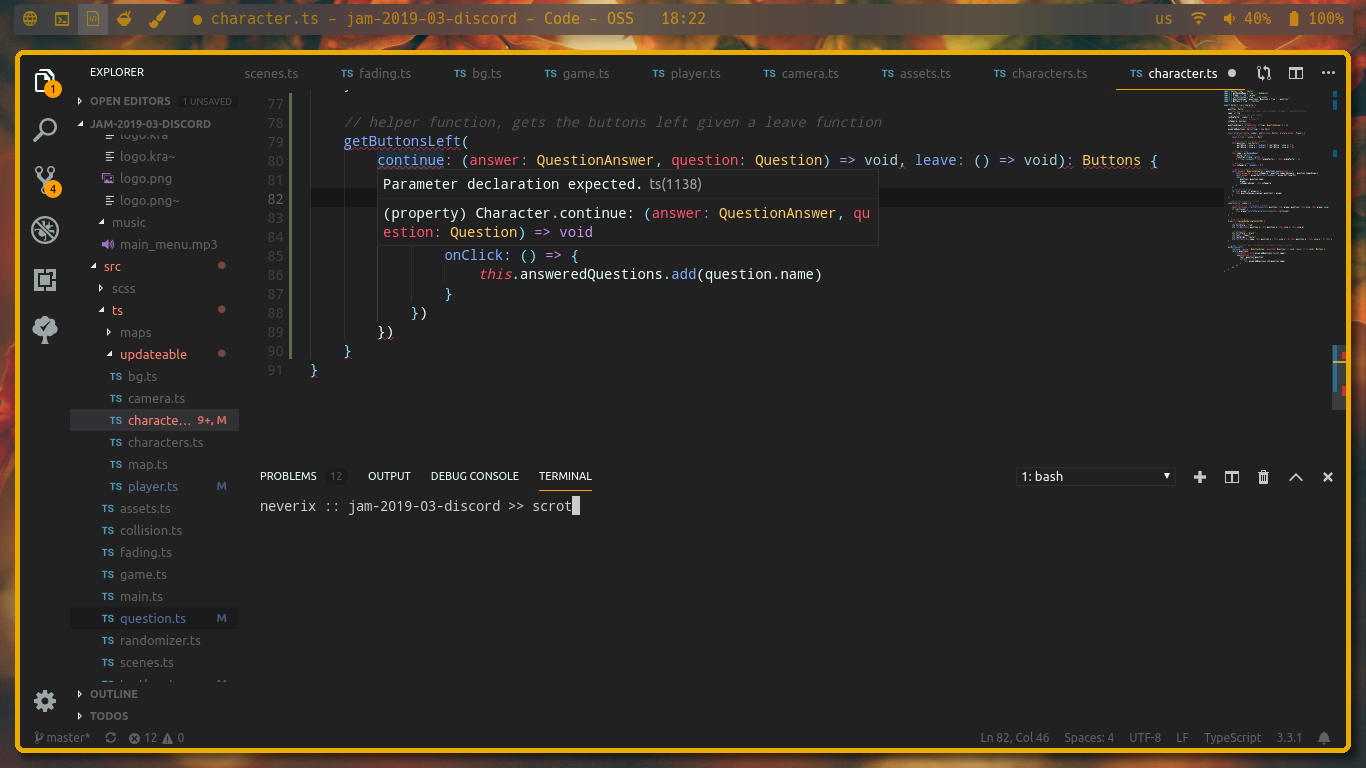 character.ts – jam-2019-03-discord – Code – OSS 18:22 us 40% 100%
1
4
EXPLORER
OPEN EDITORS 1 UNSAVED
JAM-2019-03-DISCORD
logo.kra
logo.kra~
logo.png
logo.png~
music
main_menu.mp3
src
scss
ts
maps
updateable
TS bg.ts
TS camera.ts
TS characte... 9+, M
TS characters.ts
TS map.ts
TS player.ts M
TS assets.ts
TS collision.ts
TS fading.ts
TS game.ts
TS main.ts
TS question.ts M
TS randomizer.ts
TS scenes.ts
OUTLINE
TODOS
scenes.ts TS fading.ts TS bg.ts TS game.ts TS player.ts TS camera.ts TS assets.ts TS characters.ts TS character.ts
77 }
78 // helper function, gets the buttons left given a leave function
79 getButtonsLeft(
80 continue: (answer: QuestionAnswer, question: Question) => void, leave: () => void): Buttons {
81
82
83
84
Parameter declaration expected. ts(1138)
(property) Character.continue: (answer: QuestionAnswer, qu
estion: Question) => void
85 onClick: () => {
86 this.answeredQuestions.add(question.name)
87 }
88 })
89 })
90 }
91 }
PROBLEMS 12 OUTPUT DEBUG CONSOLE TERMINAL 1: bash
neverix :: jam-2019-03-discord >> scrot
master* 12 0 Ln 82, Col 46 Spaces: 4 UTF-8 LF TypeScript 3.3.1